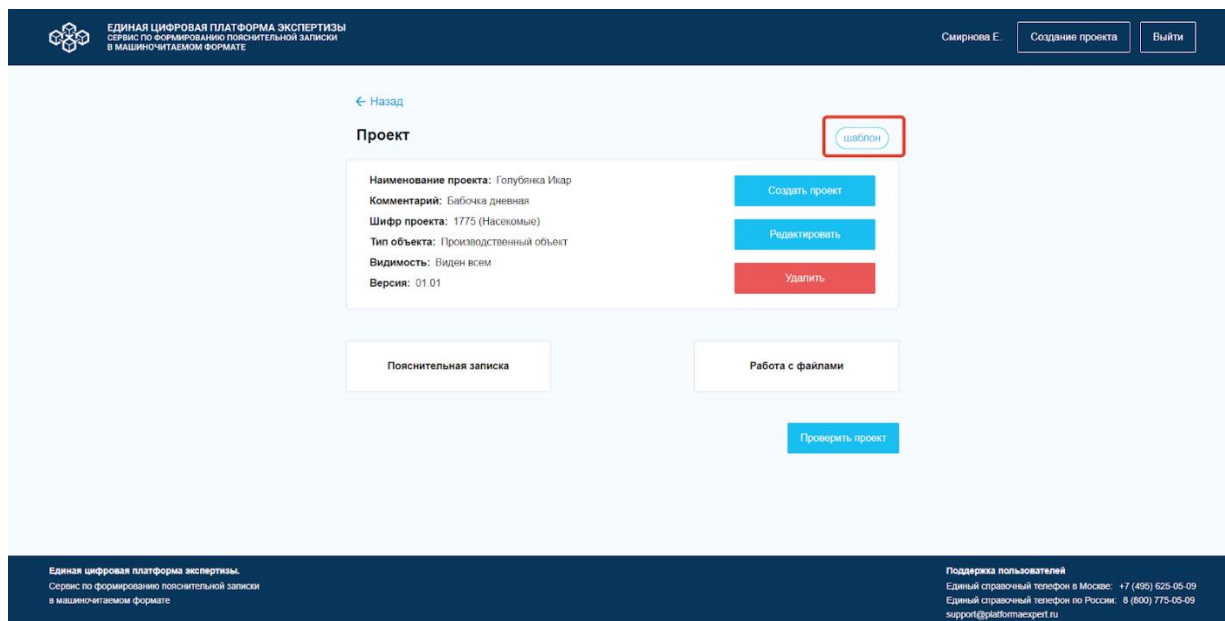 ЕДИНАЯ ЦИФРОВАЯ ПЛАТФОРМА ЭКСПЕРТИЗЫ
СЕРВИС ПО ФОРМИРОВАНИЮ ПОЯСНИТЕЛЬНОЙ ЗАПИСКИ
В МАШИНОЧИТАЕМОМ ФОРМАТЕ
Смирнова Е.
Создание проекта
Выйти
← Назад
Проект
шаблон
Наименование проекта: Голубянка Икар
Комментарий: Бабочка дневная
Шифр проекта: 1775 (Насекомые)
Тип объекта: Производственный объект
Видимость: Виден всем
Версия: 01.01
Создать проект
Редактировать
Удалить
Пояснительная записка
Работа с файлами
Проверить проект
Единая цифровая платформа экспертизы.
Сервис по формированию пояснительной записки
в машиночитаемом формате
Поддержка пользователей
Единый справочный телефон в Москве: +7 (495) 625-05-09
Единый справочный телефон по России: 8 (800) 775-05-09
support@platformaexpert.ru